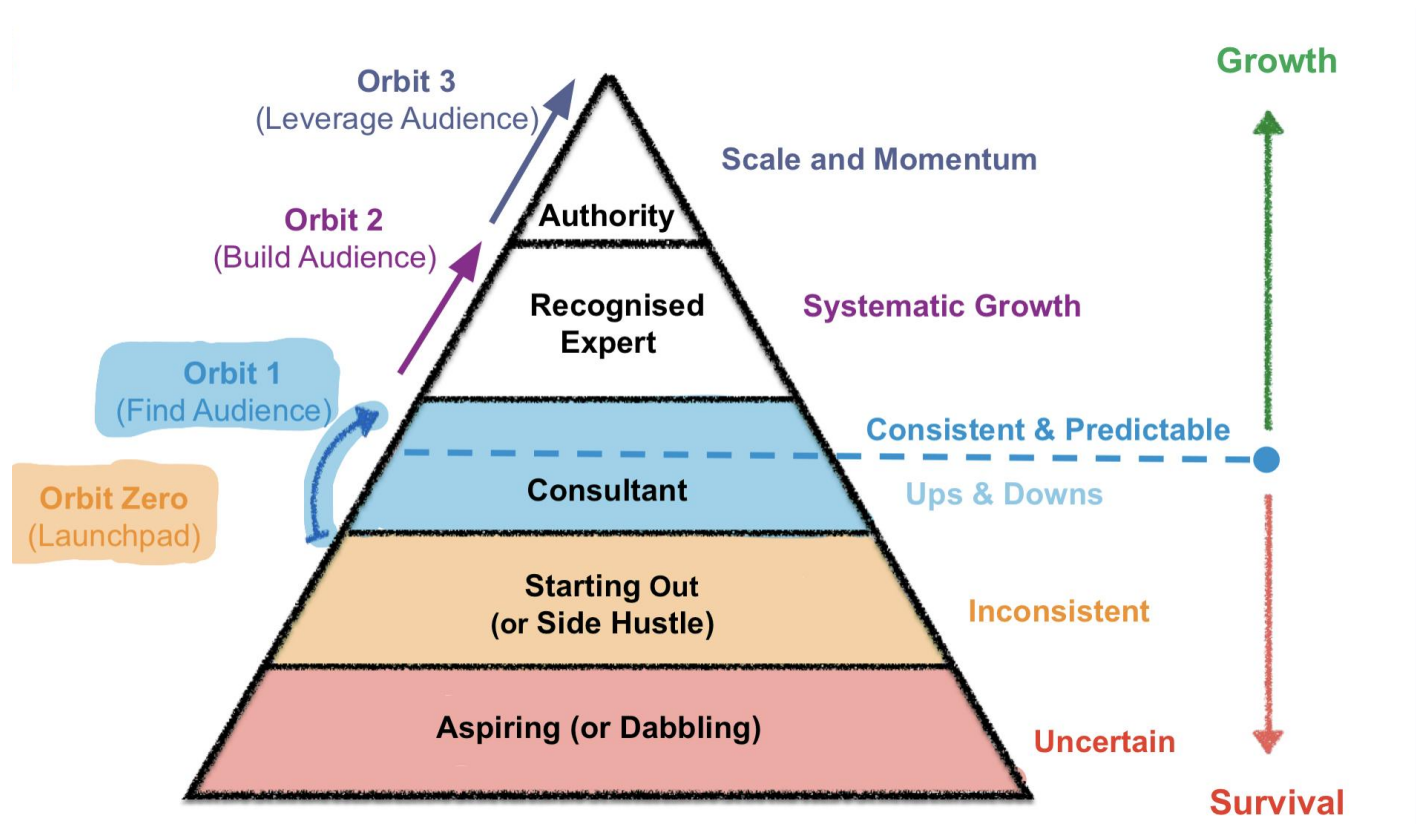 Growth
Orbit 3
(Leverage Audience)
Scale and Momentum
Authority
Orbit 2
(Build Audience)
Recognised
Expert
Systematic Growth
Orbit 1
(Find Audience)
Consistent & Predictable
Consultant
Ups & Downs
Orbit Zero
(Launchpad)
Starting Out
(or Side Hustle)
Inconsistent
Aspiring (or Dabbling)
Uncertain
Survival